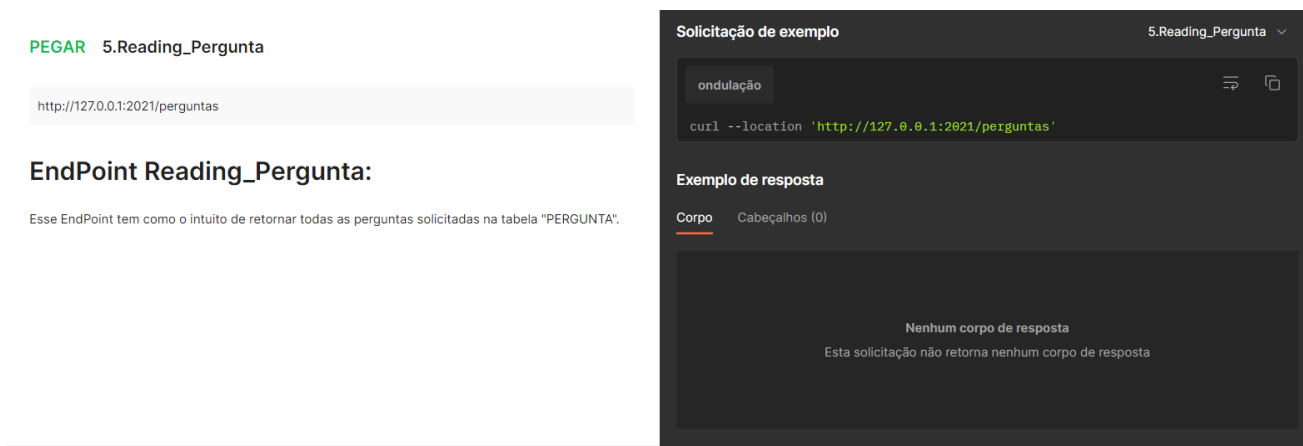 PEGAR 5.Reading_Pergunta
http://127.0.0.1:2021/perguntas
EndPoint Reading_Pergunta:
Esse EndPoint tem como o intuito de retornar todas as perguntas solicitadas na tabela "PERGUNTA".
Solicitação de exemplo 5.Reading_Pergunta
ondulação
curl --location 'http://127.0.0.1:2021/perguntas'
Exemplo de resposta
Corpo Cabeçalhos (0)
Nenhum corpo de resposta
Esta solicitação não retorna nenhum corpo de resposta